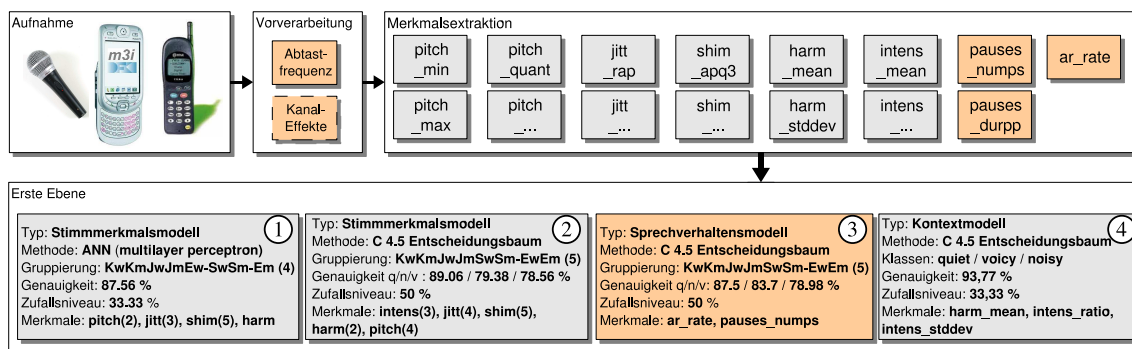 Aufnahme
m3i
Vorverarbeitung
Abtast-
frequenz
Kanal-
Effekte
Merkmalsextraktion
pitch
_min
pitch
_quant
jitt
_rap
shim
_apq3
harm
_mean
intens
_mean
pauses
_numps
ar_rate
pitch
_max
pitch
_...
jitt
_...
shim
_...
harm
_stddev
intens
_...
pauses
_durpp
Erste Ebene
1
Typ: Stimmmerkmalsmodell
Methode: ANN (multilayer perceptron)
Gruppierung: KwKmJwJmEw-SwSm-Em (4)
Genauigkeit: 87.56 %
Zufallsniveau: 33.33 %
Merkmale: pitch(2), jitt(3), shim(5), harm
2
Typ: Stimmmerkmalsmodell
Methode: C 4.5 Entscheidungsbaum
Gruppierung: KwKmJwJmSwSm-EwEm (5)
Genauigkeit q/n/v : 89.06 / 79.38 / 78.56 %
Zufallsniveau: 50 %
Merkmale: intens(3), jitt(4), shim(5),
harm(2), pitch(4)
3
Typ: Sprechverhaltensmodell
Methode: C 4.5 Entscheidungsbaum
Gruppierung: KwKmJwJmSwSm-EwEm (5)
Genauigkeit q/n/v: 87.5 / 83.7 / 78.98 %
Zufallsniveau: 50 %
Merkmale: ar_rate, pauses_numps
4
Typ: Kontextmodell
Methode: C 4.5 Entscheidungsbaum
Klassen: quiet / voicy / noisy
Genauigkeit: 93,77 %
Zufallsniveau: 33,33 %
Merkmale: harm_mean, intens_ratio,
intens_stddev